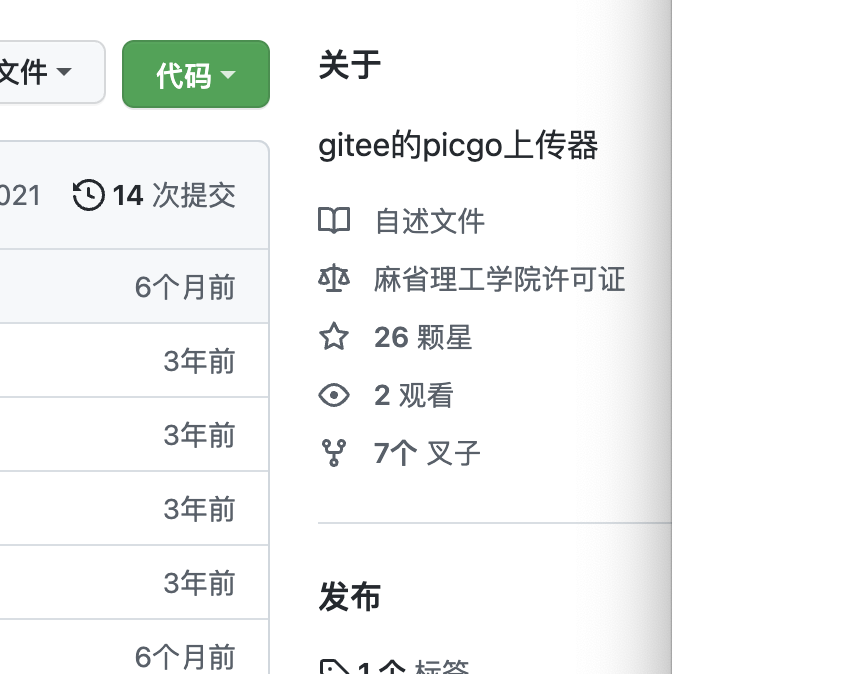 文件
代码
关于
gitee的picgo上传器
021
14 次提交
自述文件
6个月前
麻省理工学院许可证
26 颗星
3年前
2 观看
3年前
7个 叉子
3年前
3年前
发布
6个月前
1个 标签